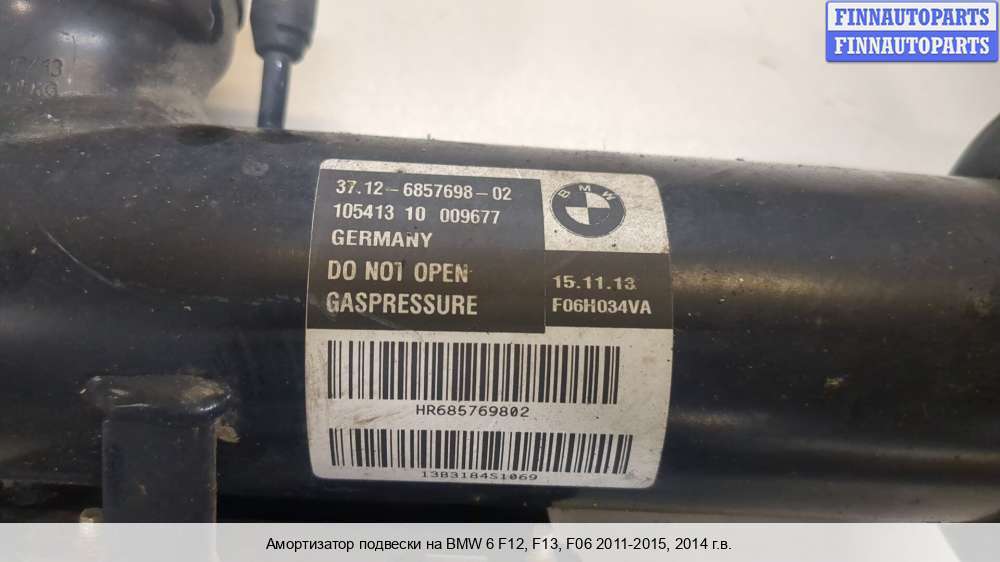 FINNAUTOPARTS
FINNAUTOPARTS
37.12-6857698-02
105413 10 009677
GERMANY
DO NOT OPEN
GASPRESSURE
BMW
15.11.13
F06H034VA
HR685769802
1383184S1069
Амортизатор подвески на BMW 6 F12, F13, F06 2011-2015, 2014 г.в.